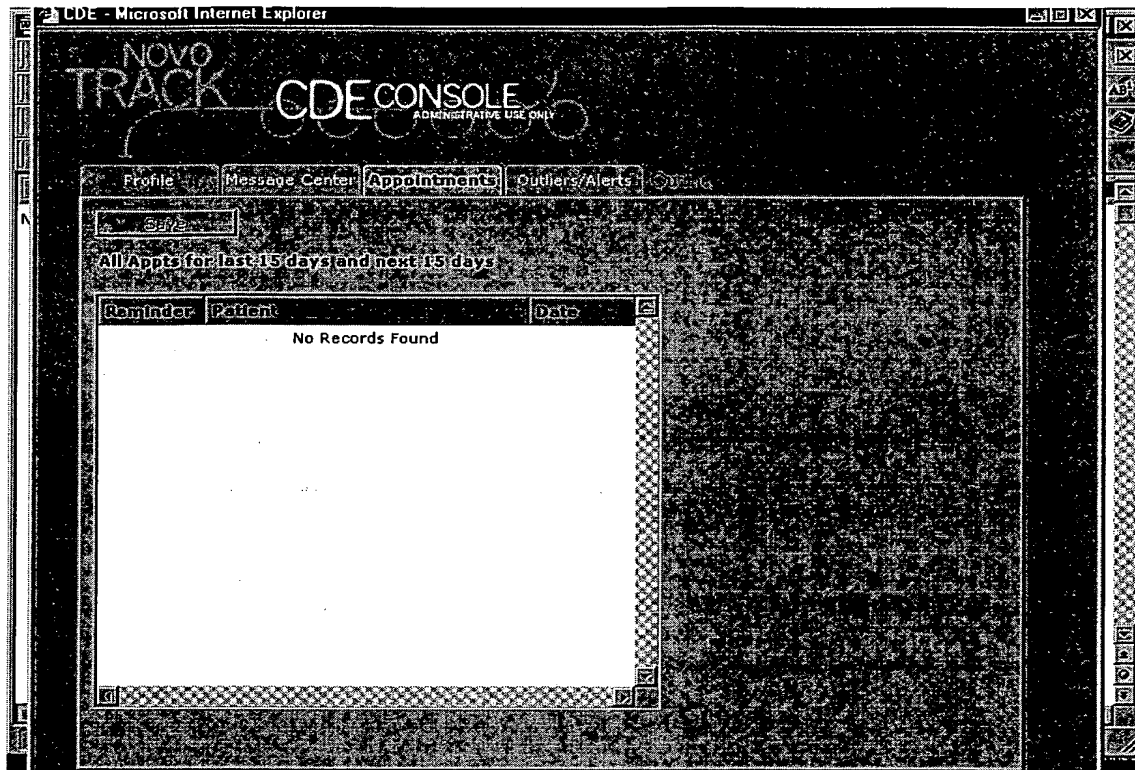 CDE - Microsoft Internet Explorer
NOVO
TRACK
CDE CONSOLE
ADMINISTRATIVE USE ONLY
Profile Message Center Appointments Outliers/Alerts
Save
All Appts for last 15 days and next 15 days
Reminder Patient Date
No Records Found